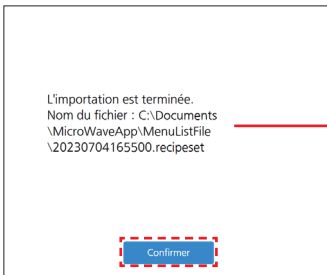 L'importation est terminée.
Nom du fichier : C:\Documents
\MicroWaveApp\MenuListFile
\20230704165500.recipeset
Confirmer